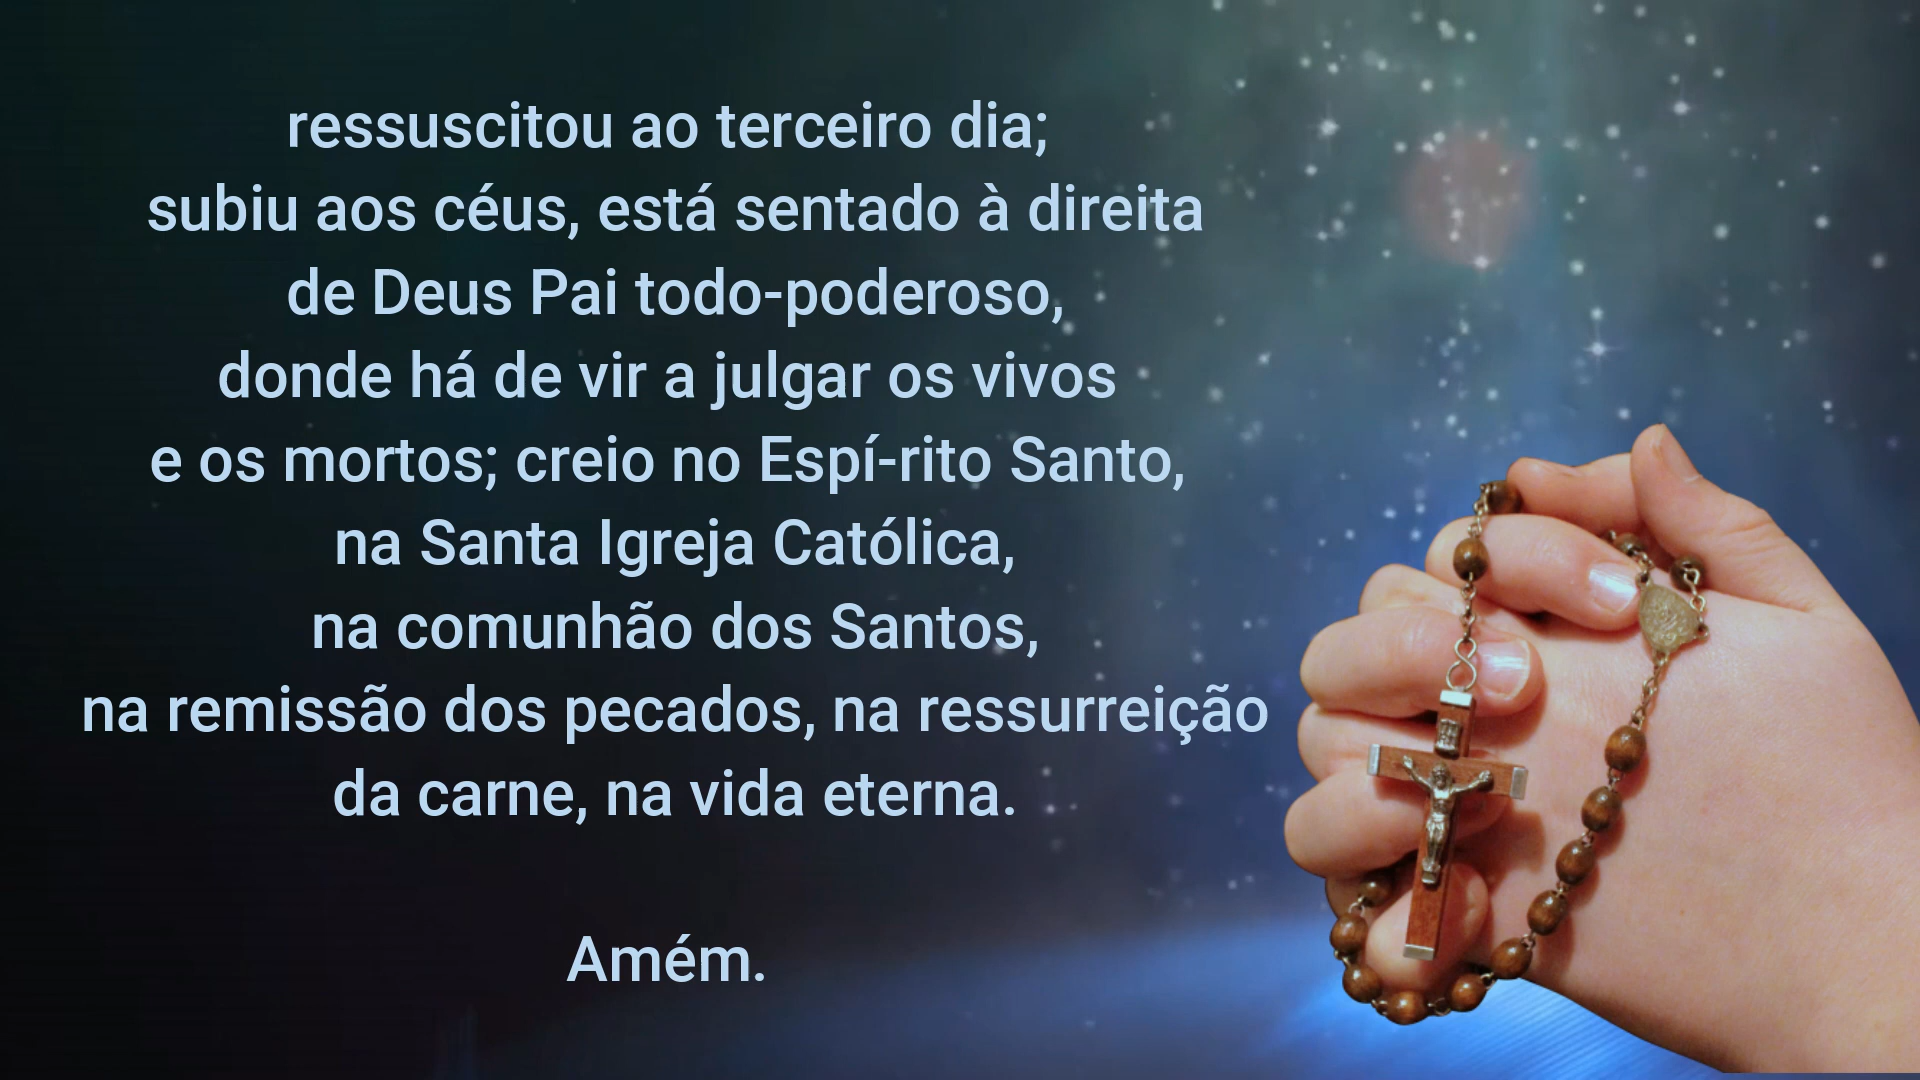 ressuscitou ao terceiro dia;
subiu aos céus, está sentado à direita
de Deus Pai todo-poderoso,
donde há de vir a julgar os vivos
e os mortos; creio no Espí-rito Santo,
na Santa Igreja Católica,
na comunhão dos Santos,
na remissão dos pecados, na ressurreição
da carne, na vida eterna.
Amém.